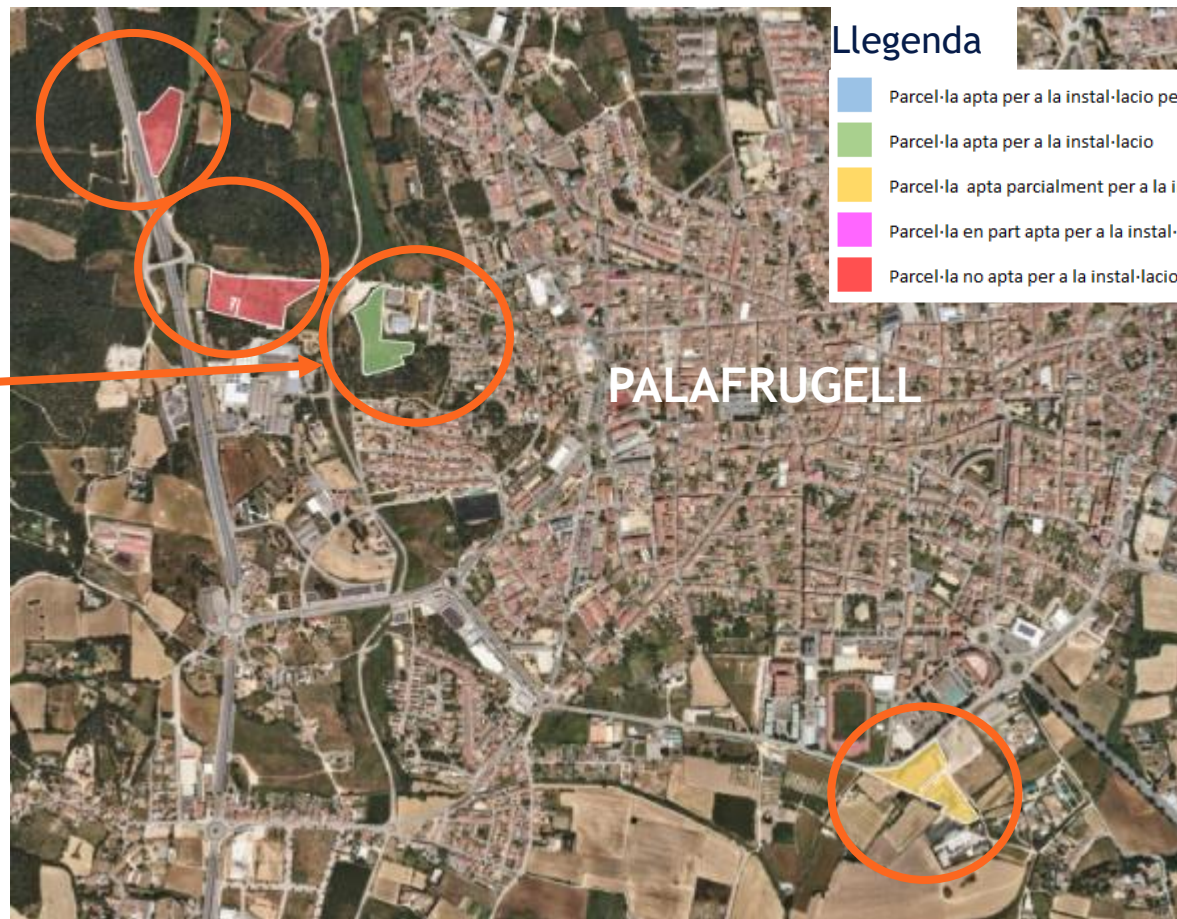 Llegenda
Parcel·la apta per a la instal·lacio pe
Parcel·la apta per a la instal·lacio
Parcel·la apta parcialment per a la i
Parcel·la en part apta per a la instal·
Parcel·la no apta per a la instal·lacio
PALAFRUGELL